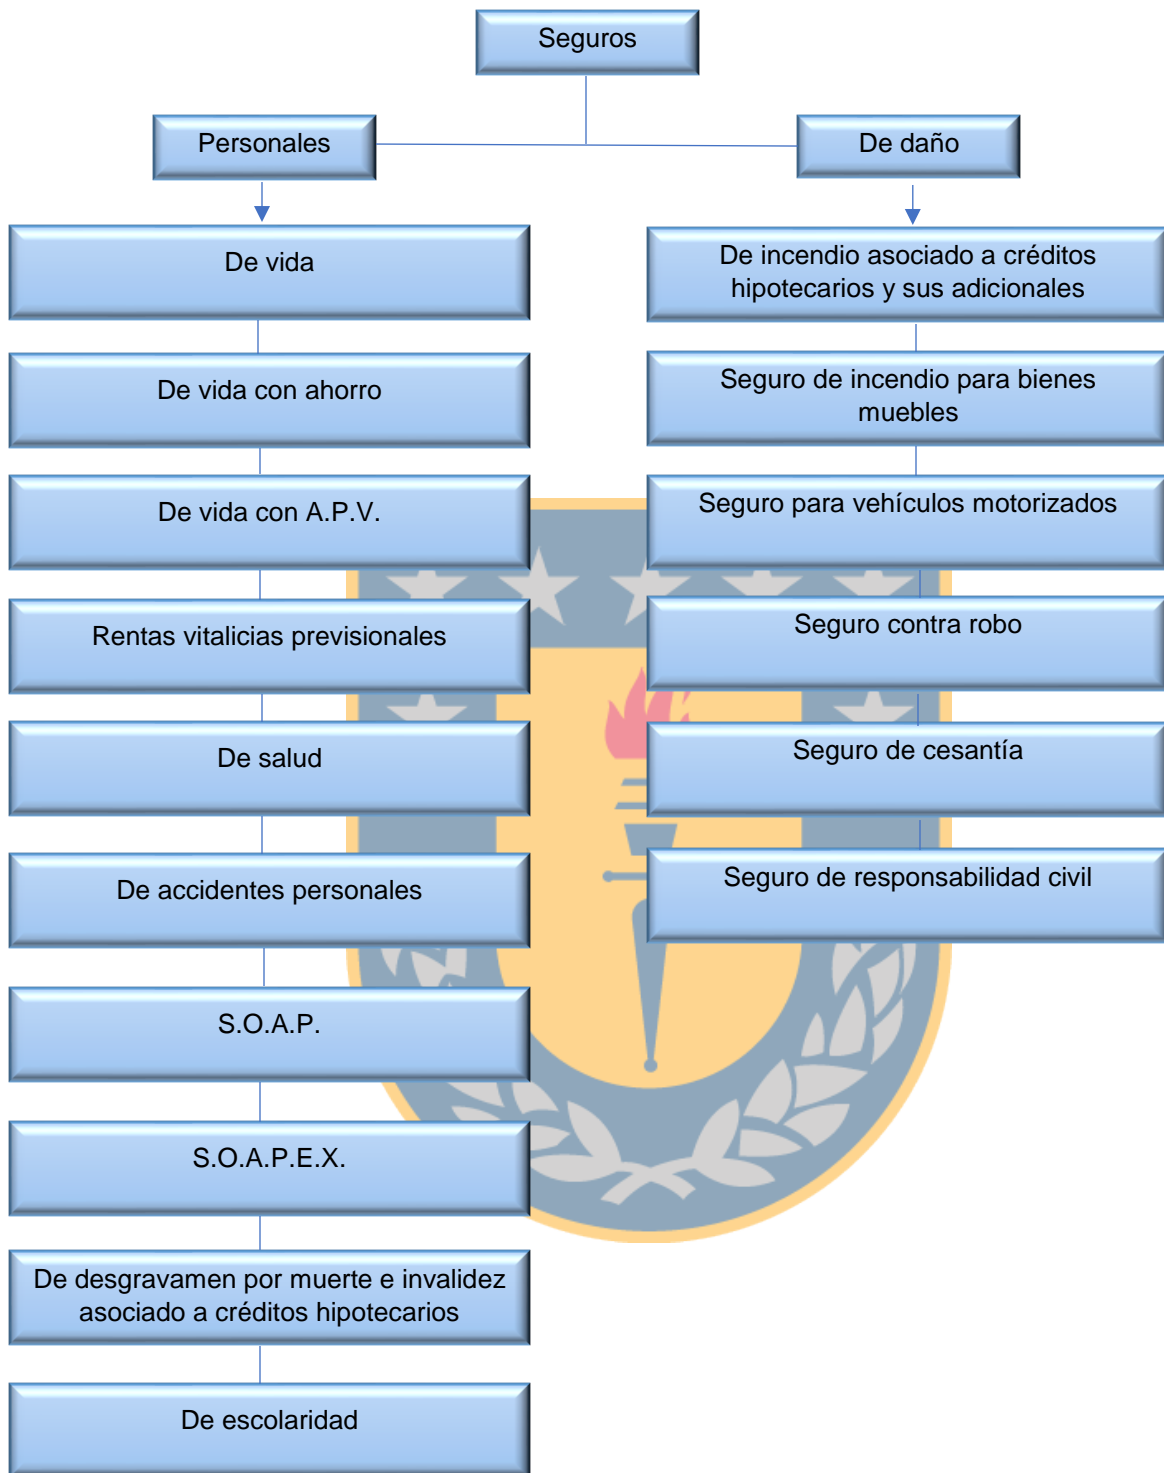 Seguros
Personales
De daño
De vida
De vida con ahorro
De vida con A.P.V.
Rentas vitalicias previsionales
De salud
De accidentes personales
S.O.A.P.
S.O.A.P.E.X.
De desgravamen por muerte e invalidez
asociado a créditos hipotecarios
De escolaridad
De incendio asociado a créditos
hipotecarios y sus adicionales
Seguro de incendio para bienes
muebles
Seguro para vehículos motorizados
Seguro contra robo
Seguro de cesantía
Seguro de responsabilidad civil